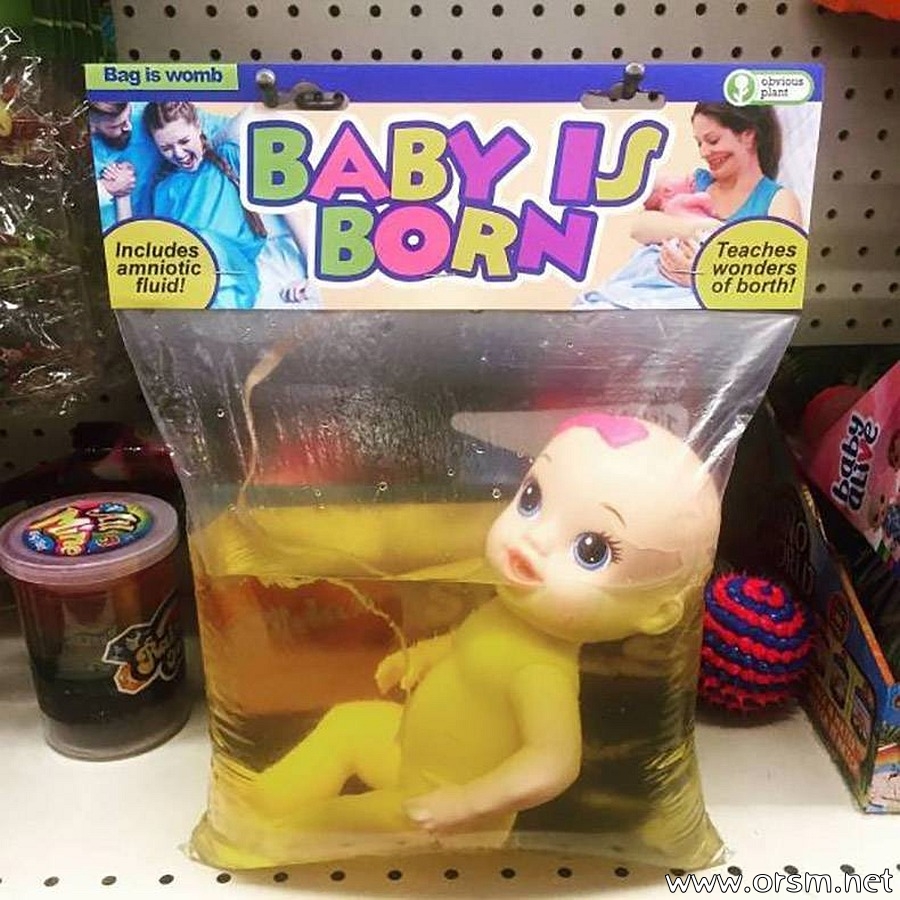 Bag is womb
obvious
plant
BABY IS
BORN
Includes
amniotic
fluid!
Teaches
wonders
of borth!
baby
alive
www.orsm.net